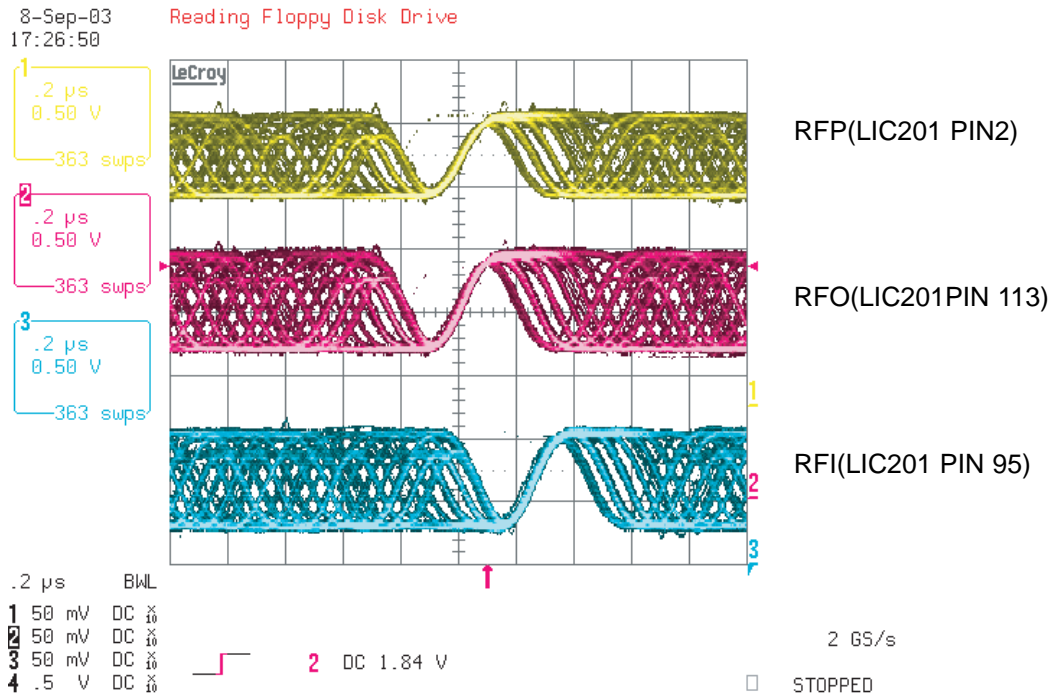 8-Sep-03
17:26:50
Reading Floppy Disk Drive
1
.2 µs
0.50 V
363 swps
2
.2 µs
0.50 V
363 swps
3
.2 µs
0.50 V
363 swps
LeCroy
RFP(LIC201 PIN2)
RFO(LIC201PIN 113)
RFI(LIC201 PIN 95)
1
2
3
.2 µs BWL
1 50 mV DC X10
2 50 mV DC X10
3 50 mV DC X10
4 .5 V DC X10
2 DC 1.84 V
2 GS/s
STOPPED